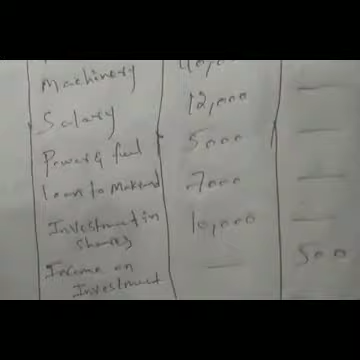 Machinery
Salary 12,000 —
Power & fuel 5000 —
Loan to 7000 —
Investment in shares 10,000 —
Income on Investment — 500